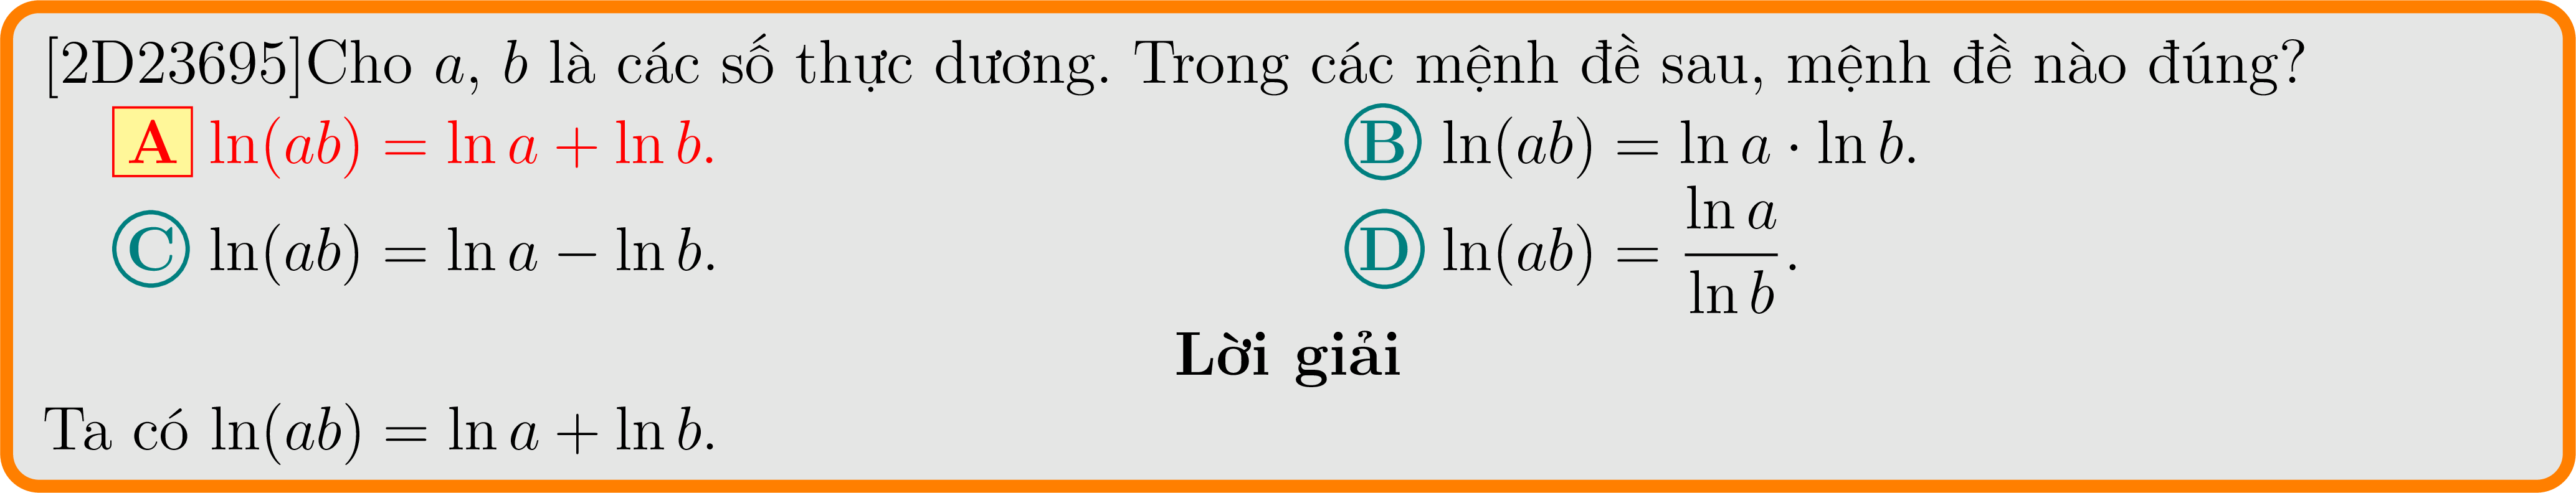 [2D23695]Cho a, b là các số thực dương. Trong các mệnh đề sau, mệnh đề nào đúng?
A ln(ab) = ln a + ln b. B ln(ab) = ln a · ln b.
C ln(ab) = ln a − ln b. D ln(ab) = \frac{ln a}{ln b}.
Lời giải
Ta có ln(ab) = ln a + ln b.